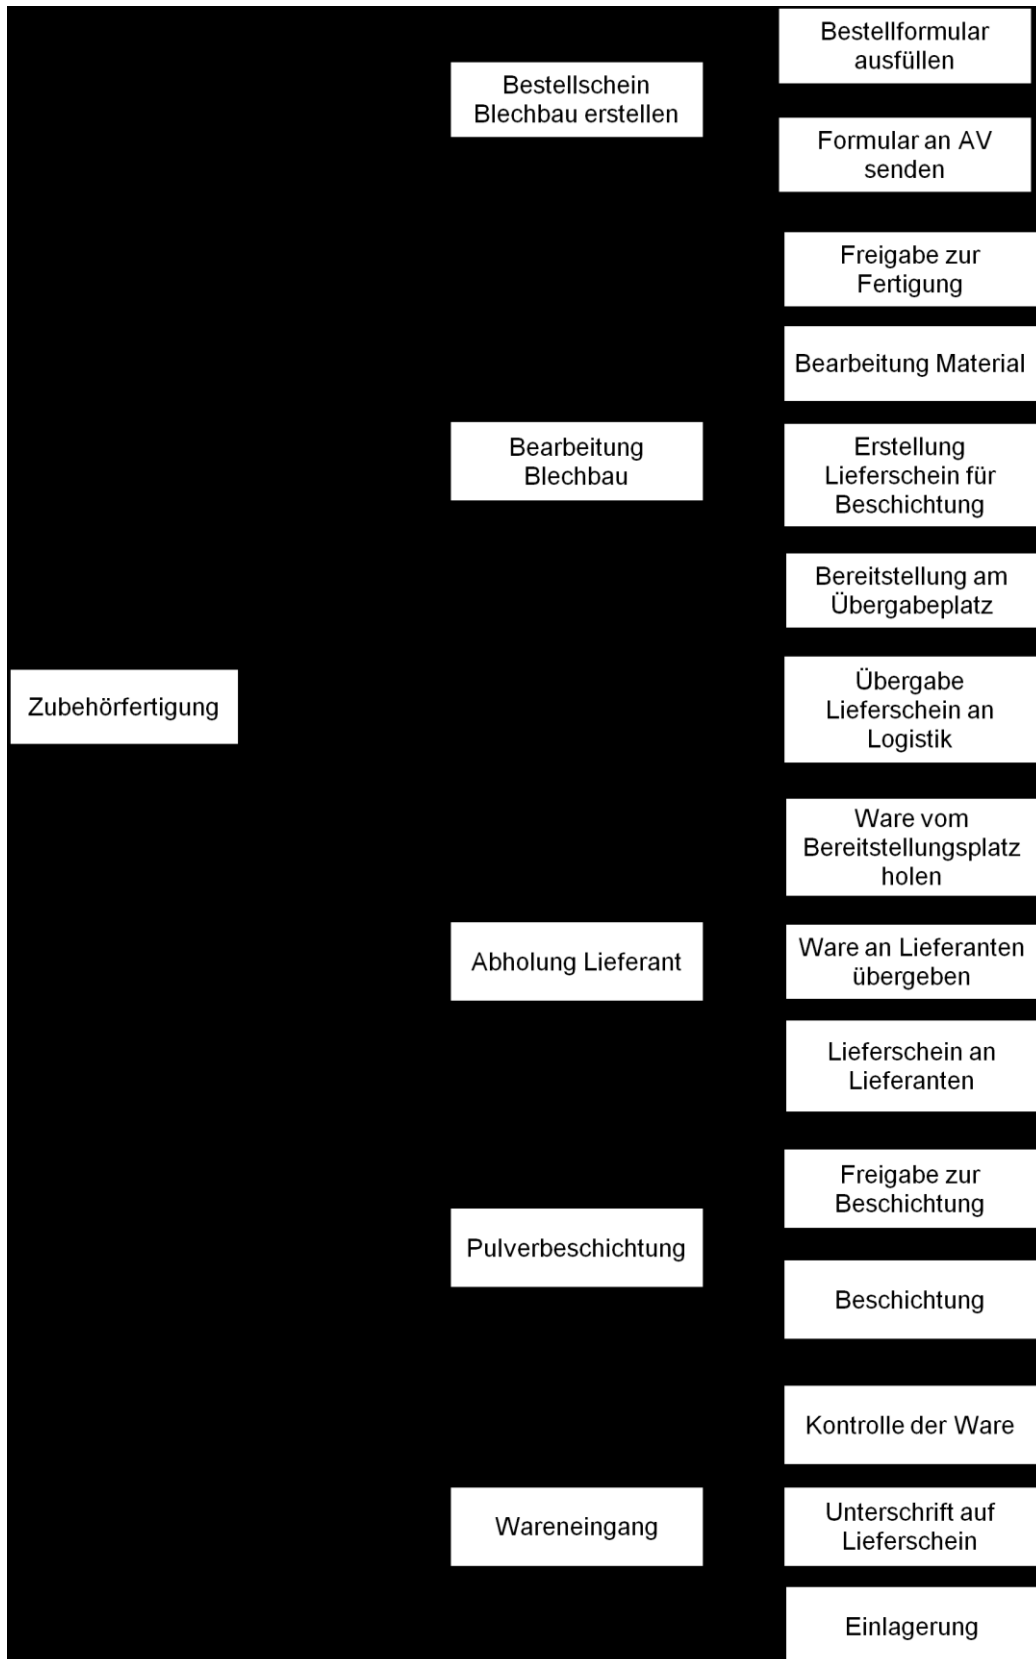 Bestellformular
ausfüllen
Bestellschein
Blechbau erstellen
Formular an AV
senden
Freigabe zur
Fertigung
Bearbeitung Material
Bearbeitung
Blechbau
Erstellung
Lieferschein für
Beschichtung
Bereitstellung am
Übergabeplatz
Zubehörfertigung
Übergabe
Lieferschein an
Logistik
Ware vom
Bereitstellungsplatz
holen
Abholung Lieferant
Ware an Lieferanten
übergeben
Lieferschein an
Lieferanten
Freigabe zur
Beschichtung
Pulverbeschichtung
Beschichtung
Kontrolle der Ware
Wareneingang
Unterschrift auf
Lieferschein
Einlagerung